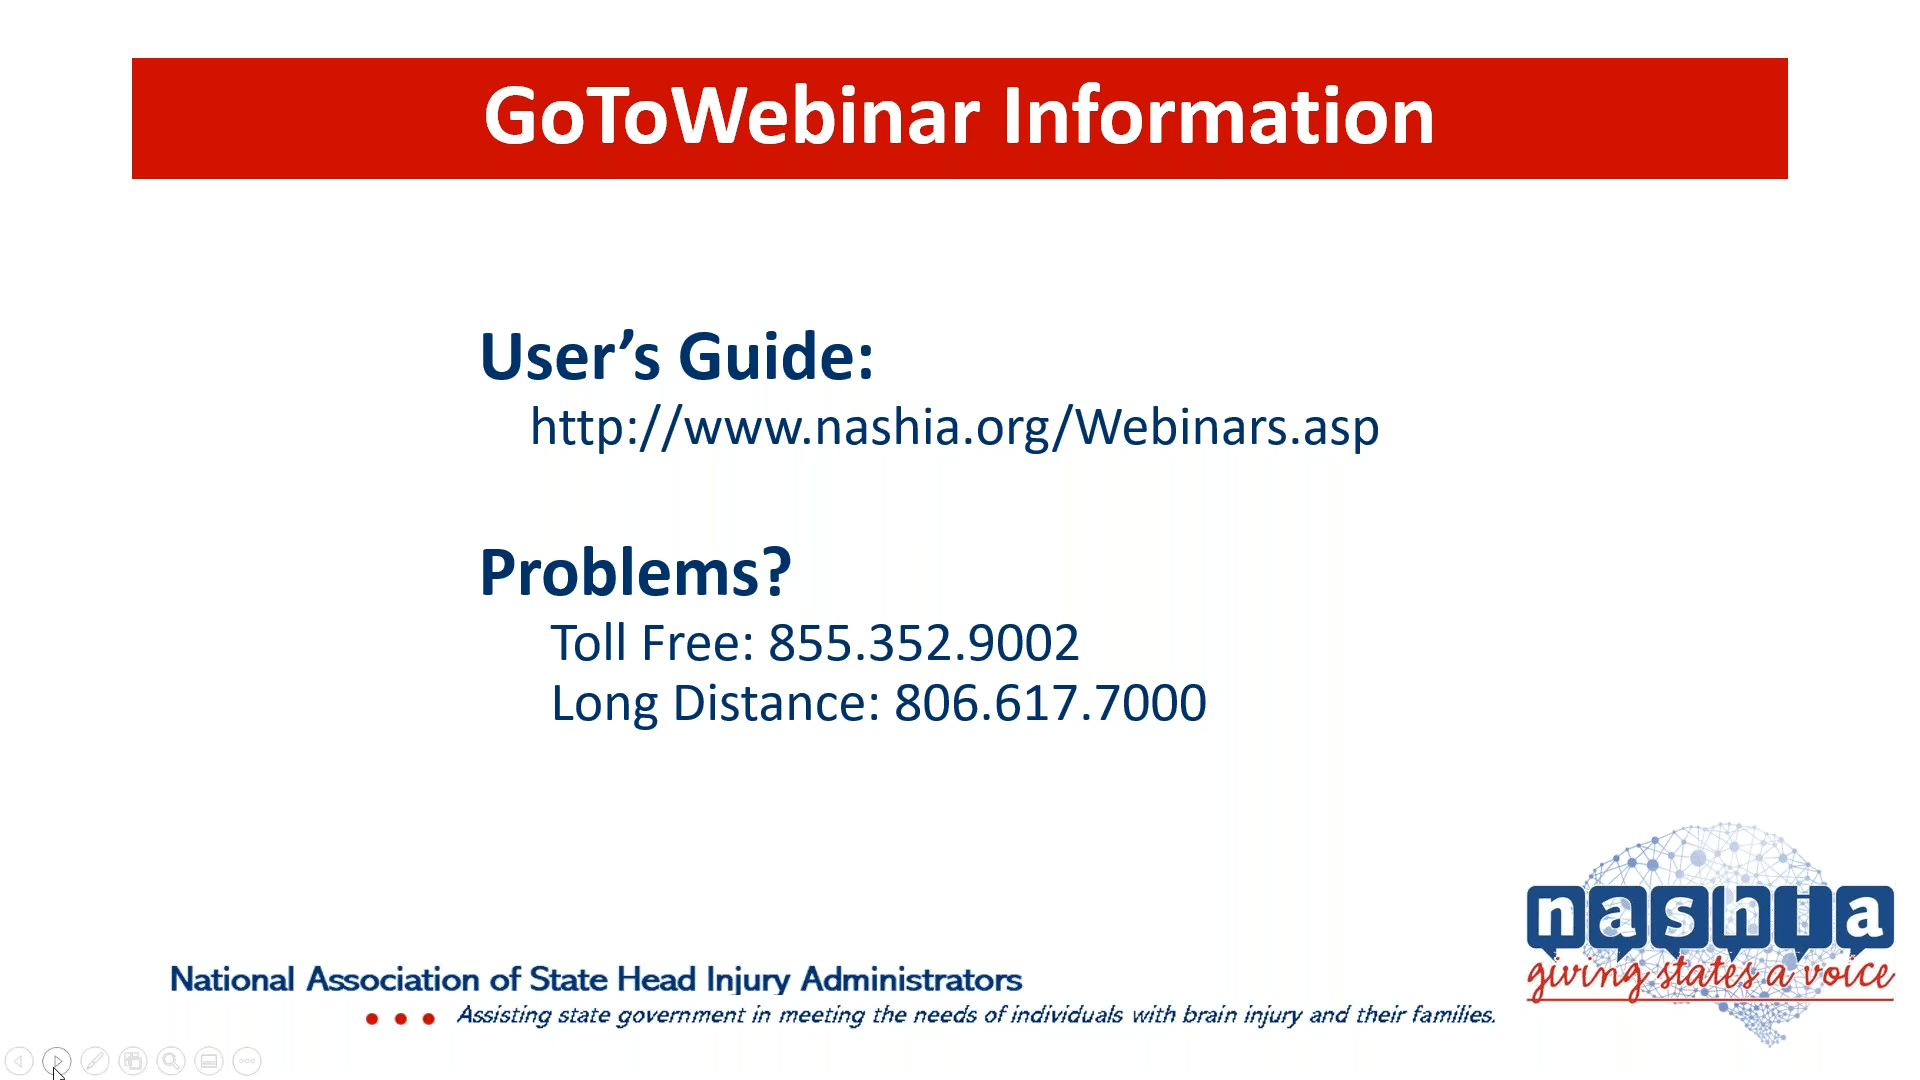 GoToWebinar Information
User’s Guide:
http://www.nashia.org/Webinars.asp
Problems?
Toll Free: 855.352.9002
Long Distance: 806.617.7000
nashia
giving states a voice
National Association of State Head Injury Administrators
Assisting state government in meeting the needs of individuals with brain injury and their families.